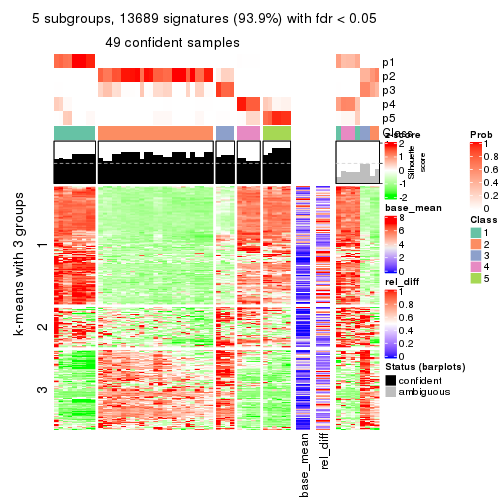 5 subgroups, 13689 signatures (93.9%) with fdr < 0.05
49 confident samples
p1
p2
p3
p4
p5
Class
k-means with 3 groups
1
2
3
base_mean
rel_diff
z-score
2
1
0
-1
-2
Silhouette
score
base_mean
8
6
4
2
0
rel_diff
1
0.8
0.6
0.4
0.2
0
Status (barplots)
confident
ambiguous
Prob
1
0.8
0.6
0.4
0.2
0
Class
1
2
3
4
5